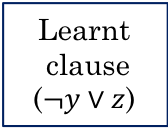 Learnt
clause
(¬y ∨ z)